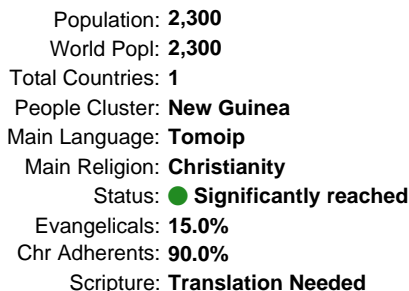 Population: 2,300
World Popl: 2,300
Total Countries: 1
People Cluster: New Guinea
Main Language: Tomoip
Main Religion: Christianity
Status: Significantly reached
Evangelicals: 15.0%
Chr Adherents: 90.0%
Scripture: Translation Needed